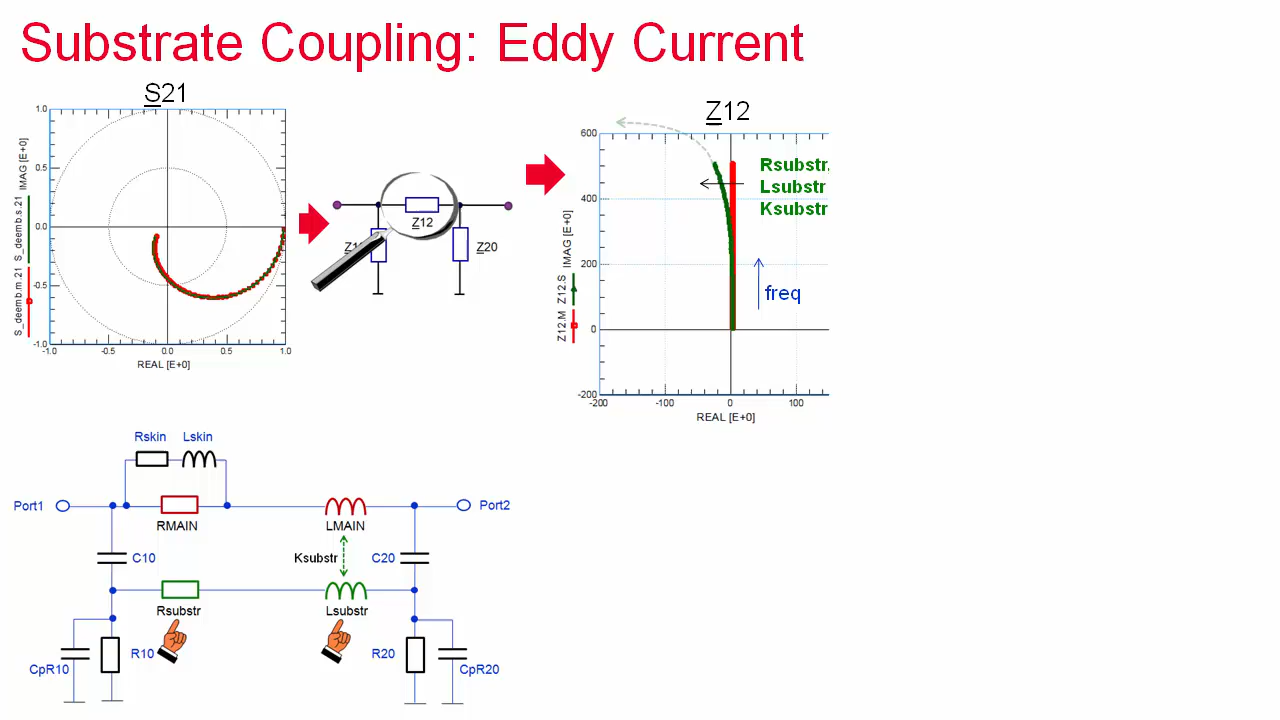 Substrate Coupling: Eddy Current
S21
1.0
0.5
0.0
-0.5
-1.0
-1.0
0.0
0.5
1.0
REAL [E+0]
S_deemb.m.21 S_deemb.s.21 IMAG [E+0]
Z12
Z20
Z12
600
400
200
0
-200
-200
-100
0
100
REAL [E+0]
Z12.M Z12.S IMAG [E+0]
Rsubstr.
Lsubstr
Ksubstr
freq
Rskin
Lskin
Port1
RMAIN
LMAIN
Port2
C10
Ksubstr
C20
Rsubstr
Lsubstr
R10
R20
CpR10
CpR20